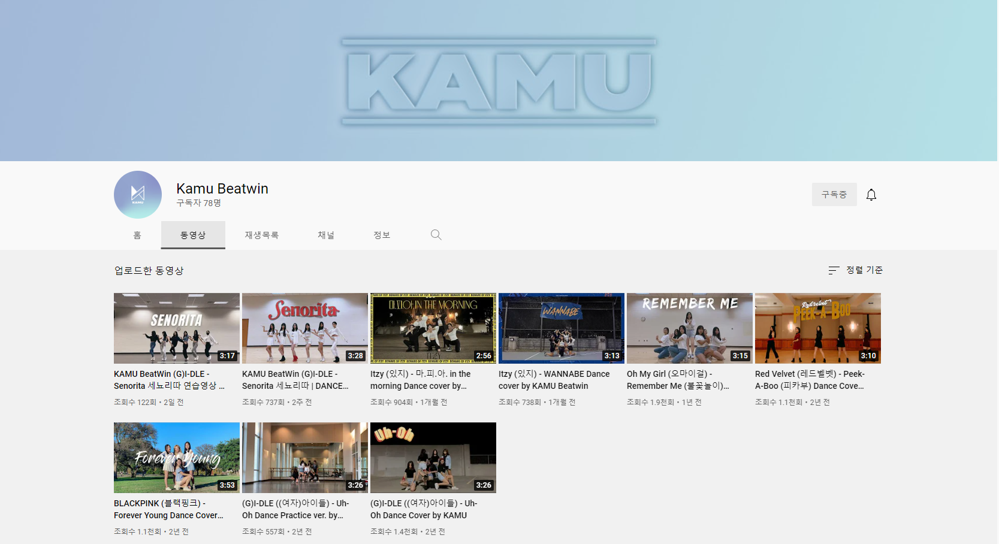 KAMU
KAMU
Kamu Beatwin
구독자 78명
구독중
홈
동영상
재생목록
채널
정보
업로드한 동영상
정렬 기준
SENORITA
3:17
KAMU BeatWin (G)I-DLE -
Senorita 세뇨리따 연습영상 ...
조회수 122회 • 2일 전
Senorita
3:28
KAMU BeatWin (G)I-DLE -
Senorita 세뇨리따 | DANCE...
조회수 737회 • 2주 전
BEWARE OF ITZY BEWARE OF ITZY BEWARE OF ITZY
IN THE MORNING
ITZY
2:56
Itzy (있지) - 마.피.아. in the
morning Dance cover by...
조회수 904회 • 1개월 전
WANNABE
3:13
Itzy (있지) - WANNABE Dance
cover by KAMU Beatwin
조회수 738회 • 1개월 전
REMEMBER ME
3:15
Oh My Girl (오마이걸) -
Remember Me (불꽃놀이)...
조회수 1.9천회 • 1년 전
Red Velvet
PEEK-A-BOO
3:10
Red Velvet (레드벨벳) - Peek-
A-Boo (피카부) Dance Cove...
조회수 1.1천회 • 2년 전
Forever Young
3:53
BLACKPINK (블랙핑크) -
Forever Young Dance Cover...
조회수 1.1천회 • 2년 전
3:26
(G)I-DLE ((여자)아이들) - Uh-
Oh Dance Practice ver. by...
조회수 557회 • 2년 전
Uh-Oh
3:26
(G)I-DLE ((여자)아이들) - Uh-
Oh Dance Cover by KAMU
조회수 1.4천회 • 2년 전